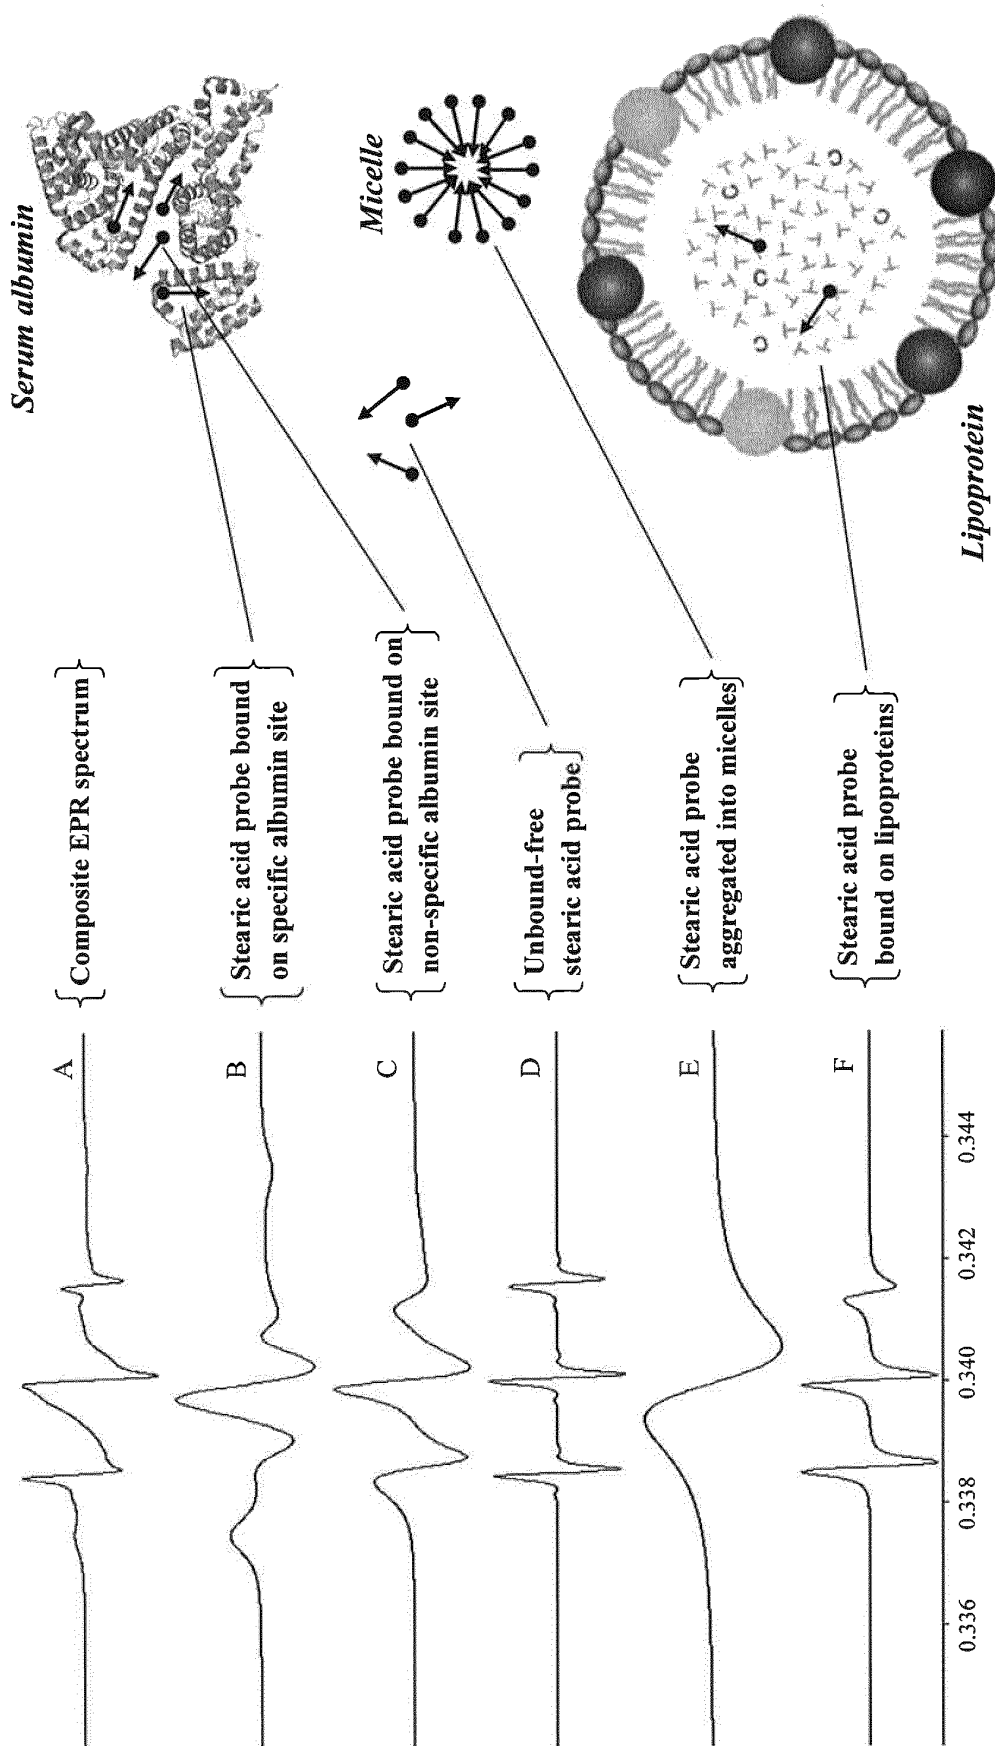 A
Composite EPR spectrum
B
Stearic acid probe bound
on specific albumin site
C
Stearic acid probe bound on
non-specific albumin site
D
Unbound-free
stearic acid probe
E
Stearic acid probe
aggregated into micelles
F
Stearic acid probe
bound on lipoproteins
0.336
0.338
0.340
0.342
0.344
Serum albumin
Micelle
Lipoprotein